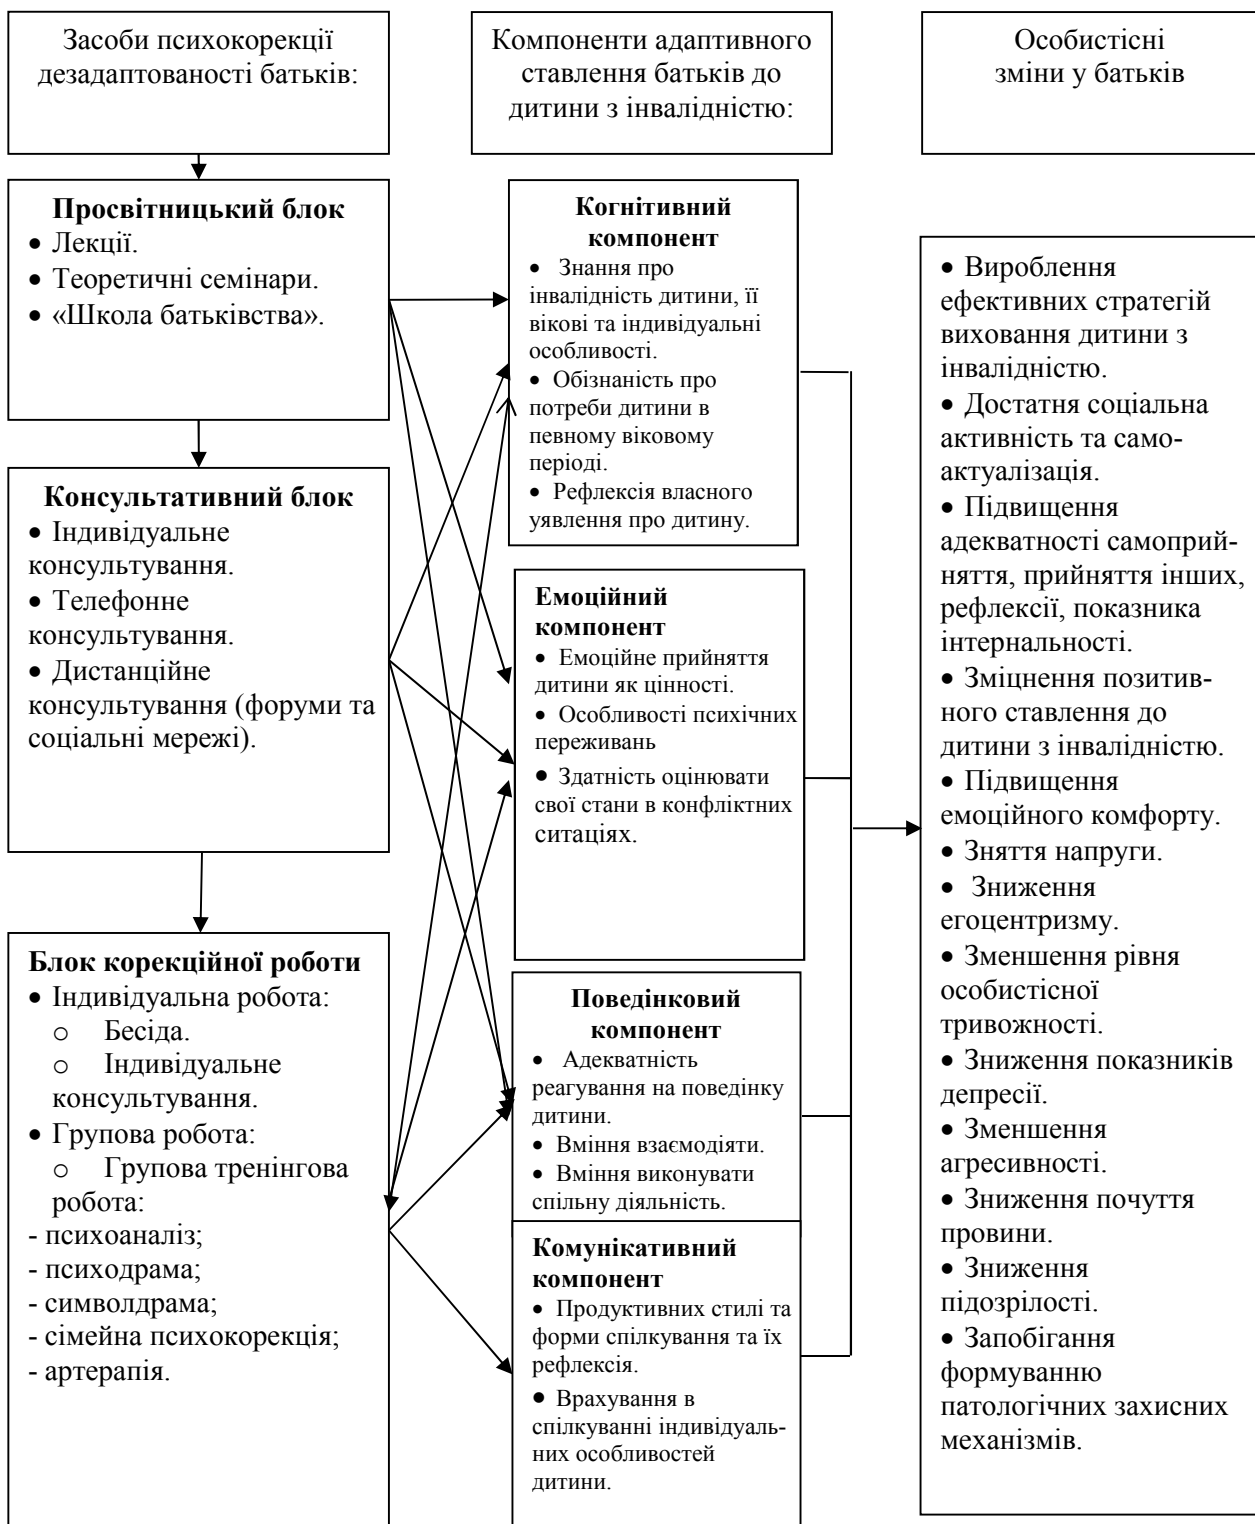 Засоби психокорекції
дезадаптованості батьків:
Компоненти адаптивного
ставлення батьків до
дитини з інвалідністю:
Особистісні
зміни у батьків
Просвітницький блок
• Лекції.
• Теоретичні семінари.
• «Школа батьківства».
Консультативний блок
• Індивідуальне
консультування.
• Телефонне
консультування.
• Дистанційне
консультування (форуми та
соціальні мережі).
Блок корекційної роботи
• Індивідуальна робота:
o Бесіда.
o Індивідуальне
консультування.
• Групова робота:
o Групова тренінгова
робота:
- психоаналіз;
- психодрама;
- символдрама;
- сімейна психокорекція;
- артерапія.
Когнітивний
компонент
• Знання про
інвалідність дитини, її
вікові та індивідуальні
особливості.
• Обізнаність про
потреби дитини в
певному віковому
періоді.
• Рефлексія власного
уявлення про дитину.
Емоційний
компонент
• Емоційне прийняття
дитини як цінності.
• Особливості психічних
переживань
• Здатність оцінювати
свої стани в конфліктних
ситаціях.
Поведінковий
компонент
• Адекватність
реагування на поведінку
дитини.
• Вміння взаємодіяти.
• Вміння виконувати
спільну діяльність.
Комунікативний
компонент
• Продуктивних стилі та
форми спілкування та їх
рефлексія.
• Врахування в
спілкуванні індивідуаль-
них особливостей
дитини.
• Вироблення
ефективних стратегій
виховання дитини з
інвалідністю.
• Достатня соціальна
активність та само-
актуалізація.
• Підвищення
адекватності самоприй-
няття, прийняття інших,
рефлексії, показника
інтернальності.
• Зміцнення позитив-
ного ставлення до
дитини з інвалідністю.
• Підвищення
емоційного комфорту.
• Зняття напруги.
• Зниження
егоцентризму.
• Зменшення рівня
особистісної
тривожності.
• Зниження показників
депресії.
• Зменшення
агресивності.
• Зниження почуття
провини.
• Зниження
підозрілості.
• Запобігання
формуванню
патологічних захисних
механізмів.